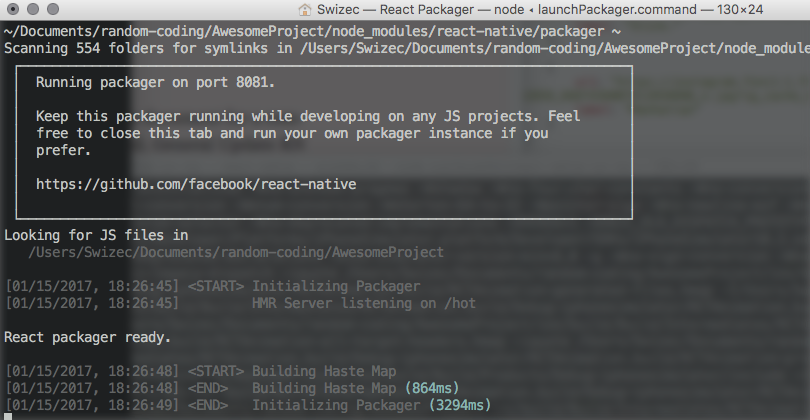 Swizec — React Packager — node ◂ launchPackager.command — 130×24
~/Documents/random-coding/AwesomeProject/node_modules/react-native/packager ~
Scanning 554 folders for symlinks in /Users/Swizec/Documents/random-coding/AwesomeProject/node_module
Running packager on port 8081.
Keep this packager running while developing on any JS projects. Feel
free to close this tab and run your own packager instance if you
prefer.
https://github.com/facebook/react-native
Looking for JS files in
/Users/Swizec/Documents/random-coding/AwesomeProject
[01/15/2017, 18:26:45] <START> Initializing Packager
[01/15/2017, 18:26:45] HMR Server listening on /hot
React packager ready.
[01/15/2017, 18:26:48] <START> Building Haste Map
[01/15/2017, 18:26:48] <END> Building Haste Map (864ms)
[01/15/2017, 18:26:49] <END> Initializing Packager (3294ms)